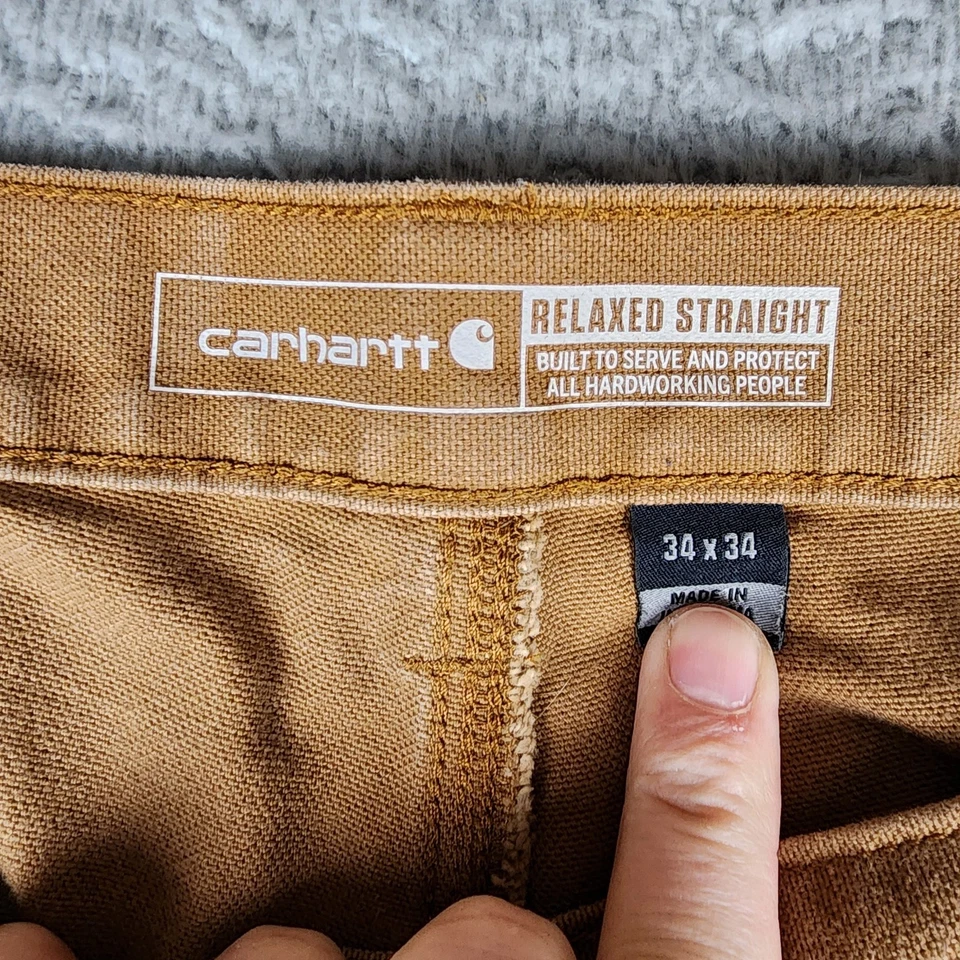 carhartt
RELAXED STRAIGHT
BUILT TO SERVE AND PROTECT
ALL HARDWORKING PEOPLE
34 x 34
MADE IN